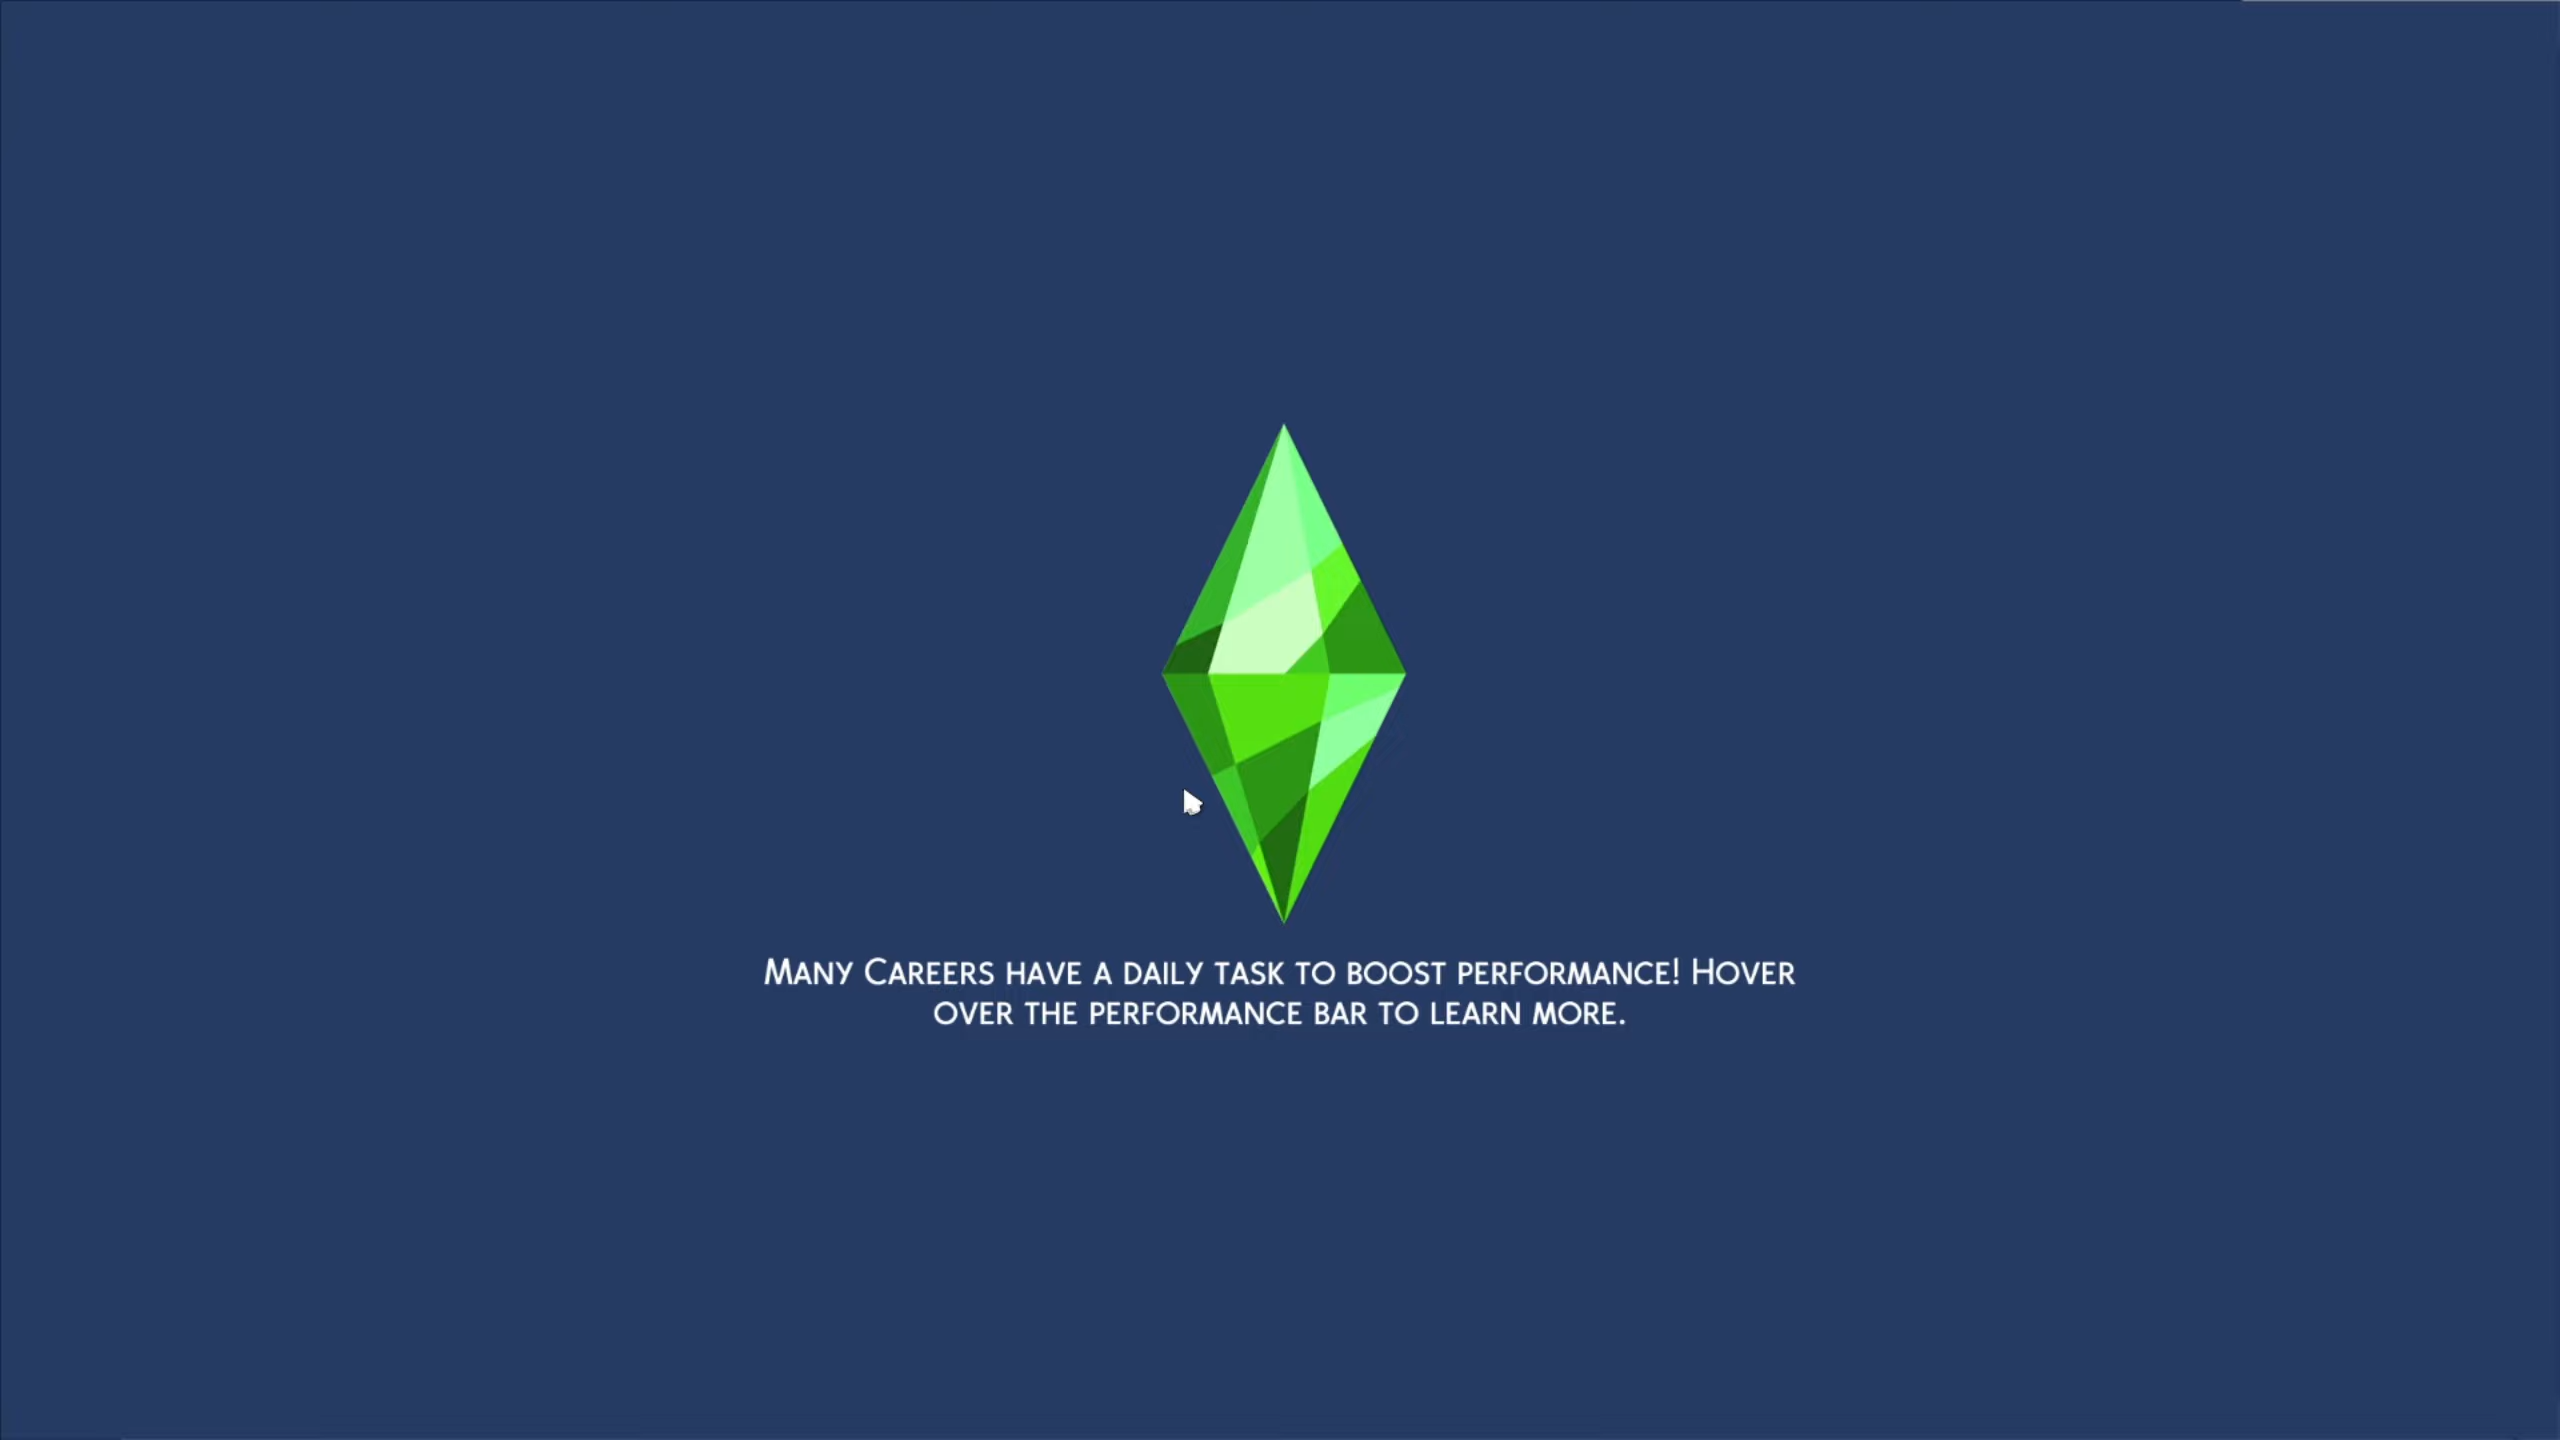 Many Careers have a daily task to boost performance! Hover
over the performance bar to learn more.